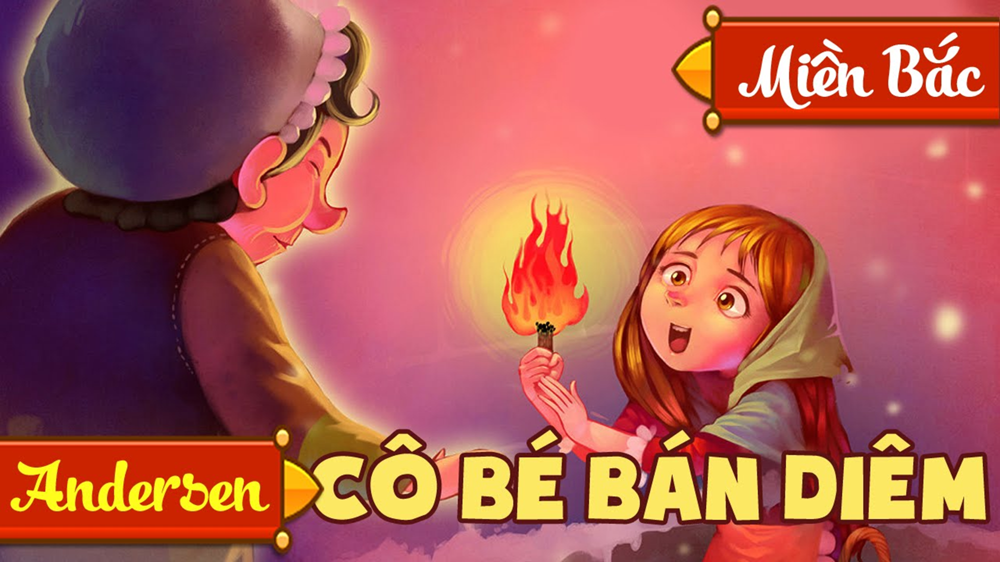 Miền Bắc
Andersen
CÔ BÉ BÁN DIÊM